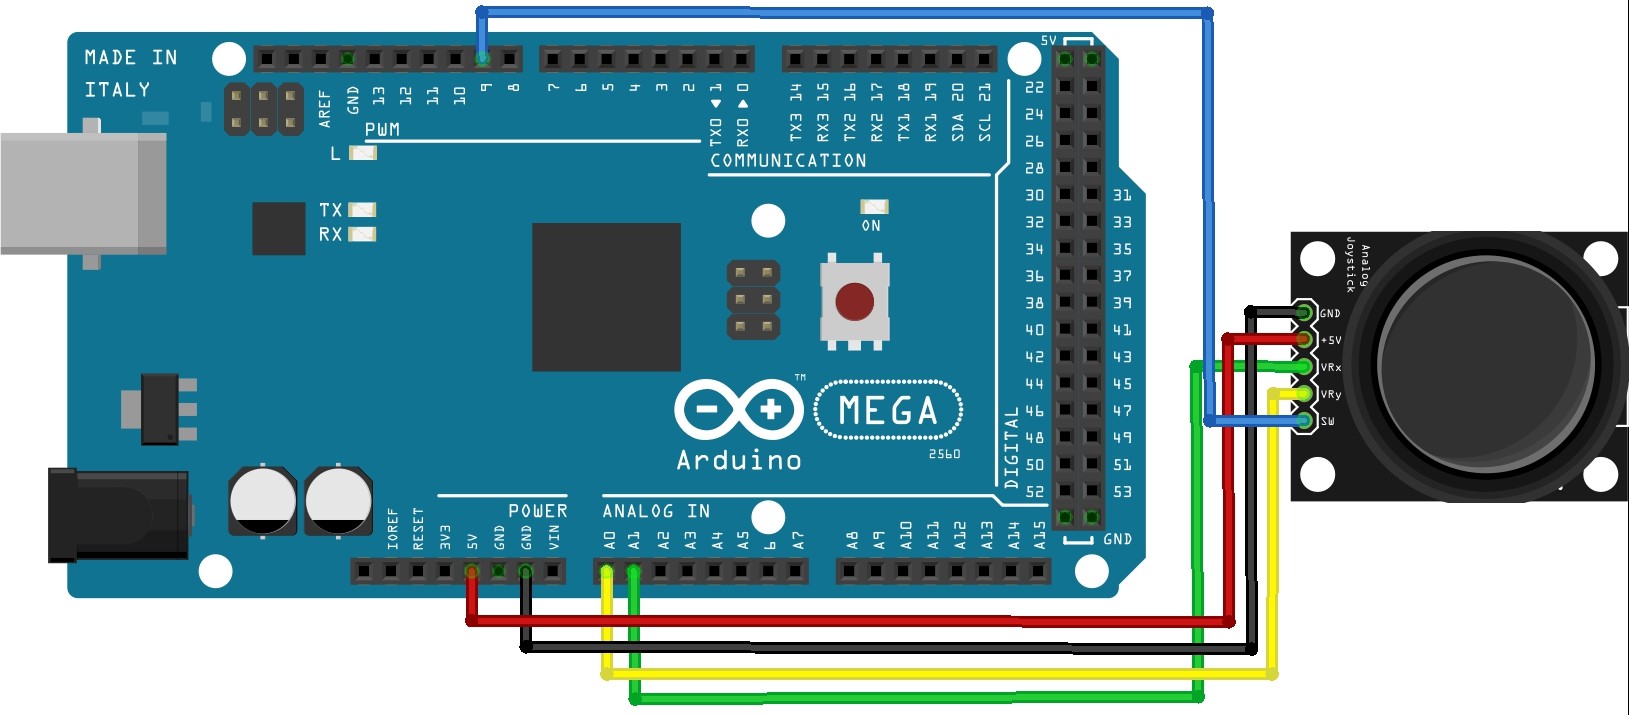 MADE IN
ITALY
AREF
GND
13
12
11
10
9
8
7
6
5
4
3
2
TX0 ◄ 1
RX0 ► 0
TX3 14
RX3 15
TX2 16
RX2 17
TX1 18
RX1 19
SDA 20
SCL 21
5V
PWM
COMMUNICATION
L
TX
RX
ON
22
24
26
28
30 31
32 33
34 35
36 37
38 39
40 41
42 43
44 45
46 47
48 49
50 51
52 53
DIGITAL
GND
TM
MEGA
Arduino
2560
POWER
ANALOG IN
IOREF
RESET
3V3
5V
GND
GND
VIN
A0
A1
A2
A3
A4
A5
6
A7
A8
A9
A10
A11
A12
A13
A14
A15
Analog
Joystick
GND
+5V
VRx
VRy
SW